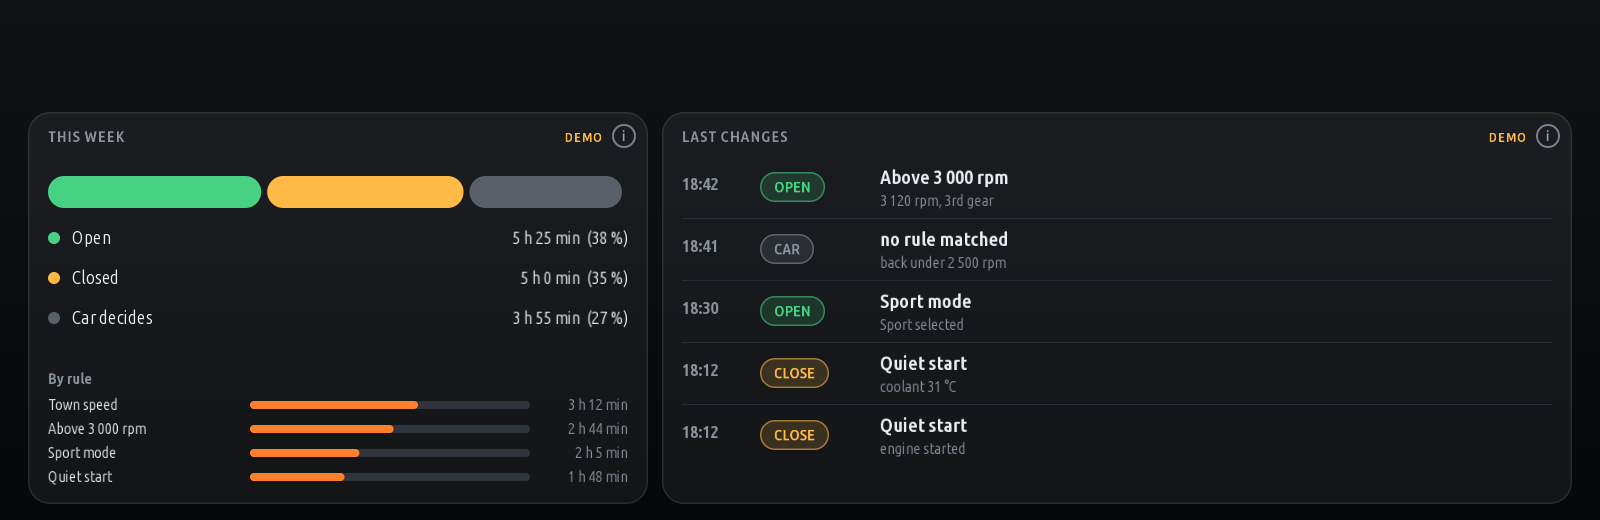 THIS WEEK
DEMO i
Open 5 h 25 min (38 %)
Closed 5 h 0 min (35 %)
Car decides 3 h 55 min (27 %)
By rule
Town speed 3 h 12 min
Above 3 000 rpm 2 h 44 min
Sport mode 2 h 5 min
Quiet start 1 h 48 min
LAST CHANGES
DEMO i
18:42 OPEN Above 3 000 rpm
3 120 rpm, 3rd gear
18:41 CAR no rule matched
back under 2 500 rpm
18:30 OPEN Sport mode
Sport selected
18:12 CLOSE Quiet start
coolant 31 °C
18:12 CLOSE Quiet start
engine started